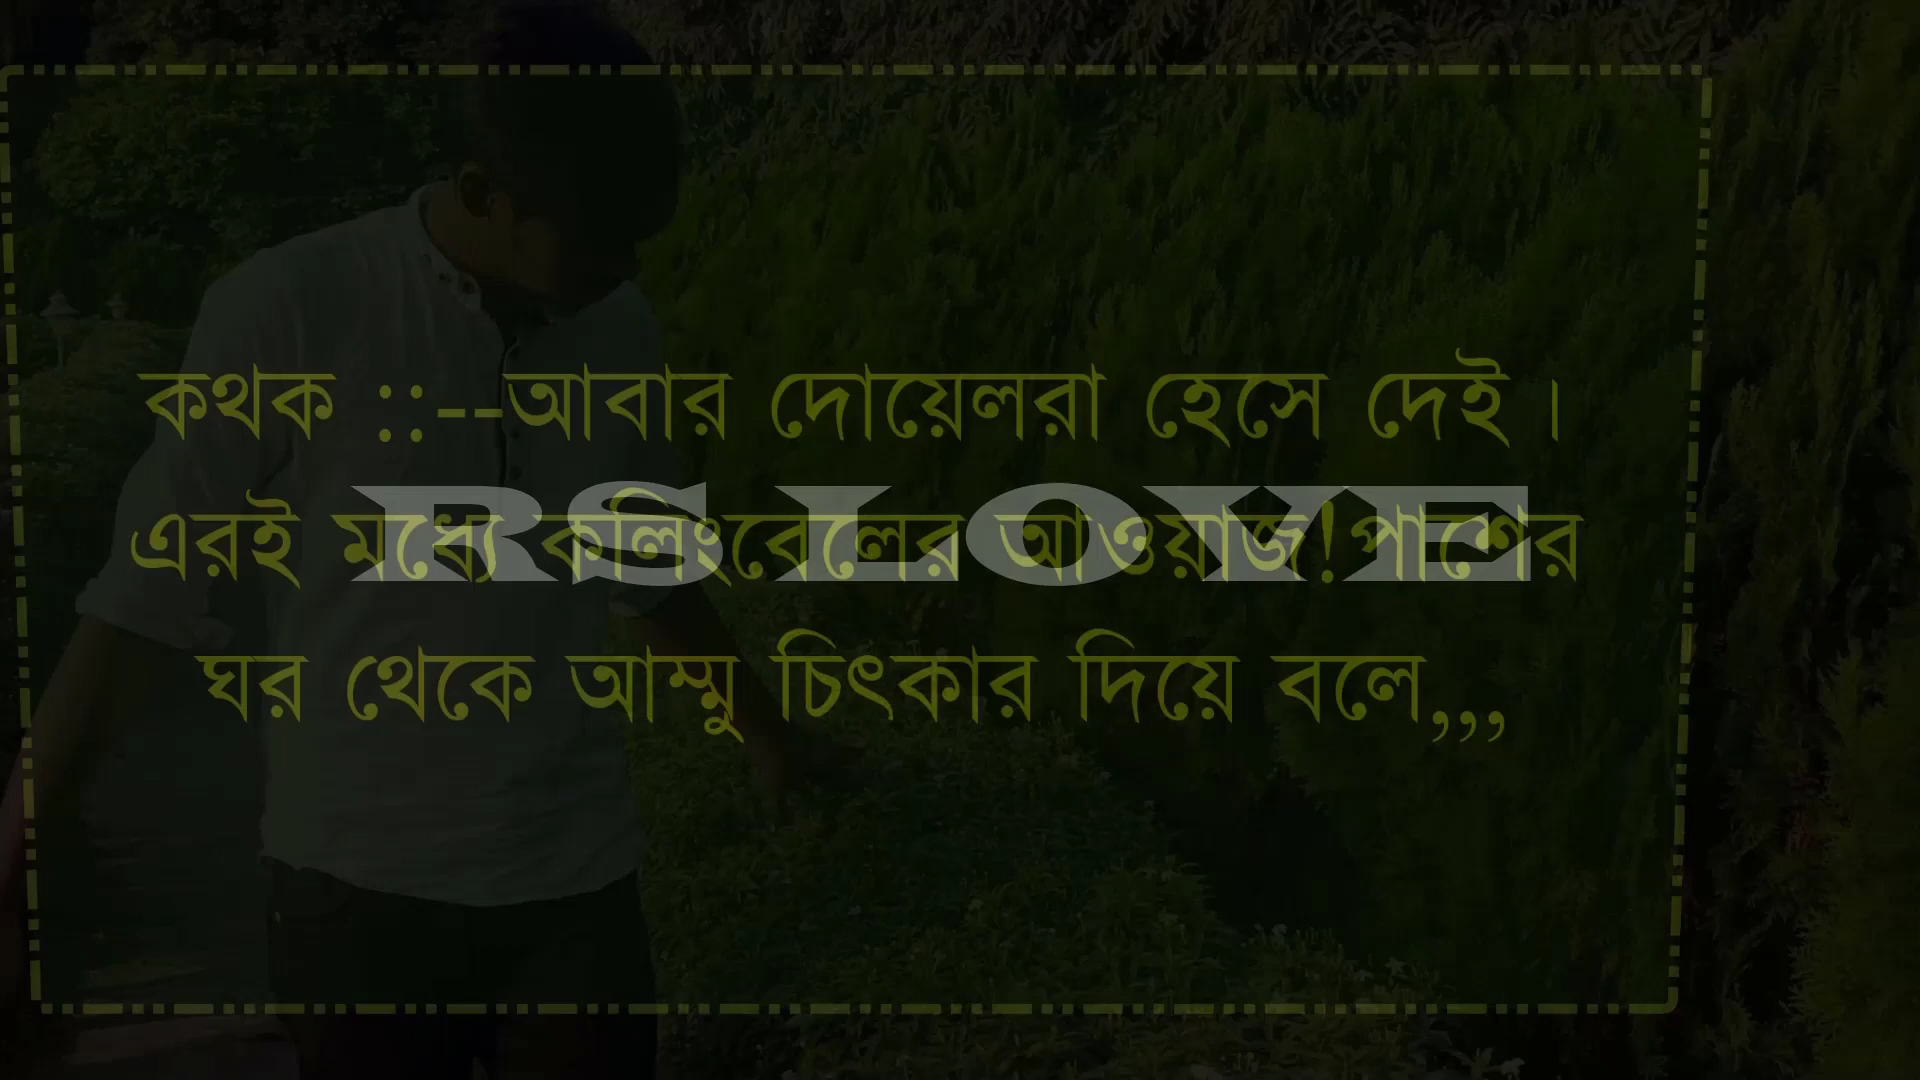 কথক ::--আবার দোয়েলরা হেসে দেই।
এরই মধ্যে কলিংবেলের আওয়াজ!পাশের
ঘর থেকে আম্মু চিৎকার দিয়ে বলে,,,
RS LOVE